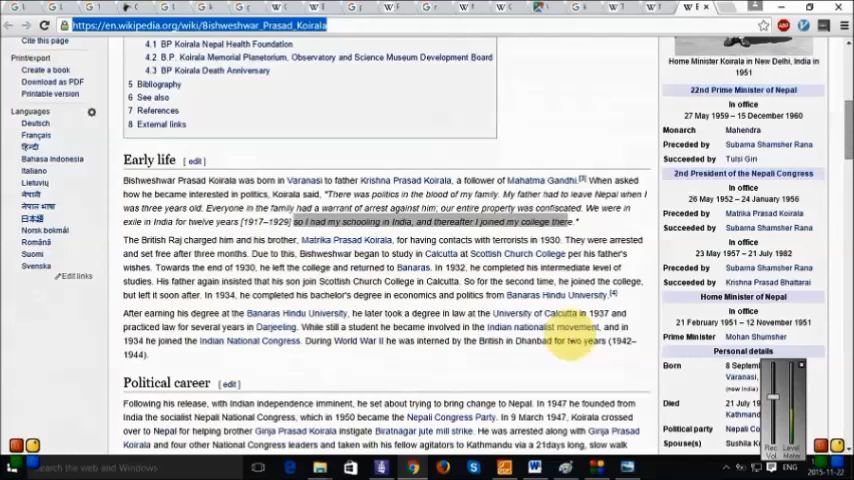 https://en.wikipedia.org/wiki/Bishweshwar_Prasad_Koirala
Cite this page
Print/export
Create a book
Download as PDF
Printable version
Languages
Deutsch
Français
हिन्दी
Bahasa Indonesia
Italiano
Lietuvių
नेपाली
नेपाल भाषा
日本語
Norsk bokmål
Română
Suomi
Svenska
Edit links
4.1 BP Koirala Nepal Health Foundation
4.2 B.P. Koirala Memorial Planetorium, Observatory and Science Museum Development Board
4.3 BP Koirala Death Anniversary
5 Bibliography
6 See also
7 References
8 External links
Early life [ edit ]
Bishweshwar Prasad Koirala was born in Varanasi to father Krishna Prasad Koirala, a follower of Mahatma Gandhi.[3] When asked
how he became interested in politics, Koirala said, "There was politics in the blood of my family. My father had to leave Nepal when I
was three years old. Everyone in the family had a warrant of arrest against him; our entire property was confiscated. We were in
exile in India for twelve years [1917–1929] so I had my schooling in India, and thereafter I joined my college there."
The British Raj charged him and his brother, Matrika Prasad Koirala, for having contacts with terrorists in 1930. They were arrested
and set free after three months. Due to this, Bishweshwar began to study in Calcutta at Scottish Church College per his father's
wishes. Towards the end of 1930, he left the college and returned to Banaras. In 1932, he completed his intermediate level of
studies. His father again insisted that his son join Scottish Church College in Calcutta. So for the second time, he joined the college,
but left it soon after. In 1934, he completed his bachelor's degree in economics and politics from Banaras Hindu University.[4]
After earning his degree at the Banaras Hindu University, he later took a degree in law at the University of Calcutta in 1937 and
practiced law for several years in Darjeeling. While still a student he became involved in the Indian nationalist movement, and in
1934 he joined the Indian National Congress. During World War II he was interned by the British in Dhanbad for two years (1942–
1944).
Political career [ edit ]
Following his release, with Indian independence imminent, he set about trying to bring change to Nepal. In 1947 he founded in
India the socialist Nepali National Congress, which in 1950 became the Nepali Congress Party. In 9 March 1947, Koirala crossed
over to Nepal for helping brother Girija Prasad Koirala instigate Biratnagar jute mill strike. He was arrested along with Girija Prasad
Koirala and four other National Congress leaders and taken with his fellow agitators to Kathmandu via a 21days long, slow walk
Home Minister Koirala in New Delhi, India in
1951
22nd Prime Minister of Nepal
In office
27 May 1959 – 15 December 1960
Monarch Mahendra
Preceded by Subarna Shamsher Rana
Succeeded by Tulsi Giri
2nd President of the Nepali Congress
In office
26 May 1952 – 24 January 1956
Preceded by Matrika Prasad Koirala
Succeeded by Subarna Shamsher Rana
In office
23 May 1957 – 21 July 1982
Preceded by Subarna Shamsher Rana
Succeeded by Krishna Prasad Bhattarai
Home Minister of Nepal
In office
21 February 1951 – 12 November 1951
Prime Minister Mohan Shumsher
Personal details
Born 8 Septem
Varanasi,
(now India)
Died 21 July 19
Kathmand
Political party Nepali Co
Spouse(s) Sushila K
Rec Level
Vol Meter
Search the web and Windows
ENG
2015-11-22